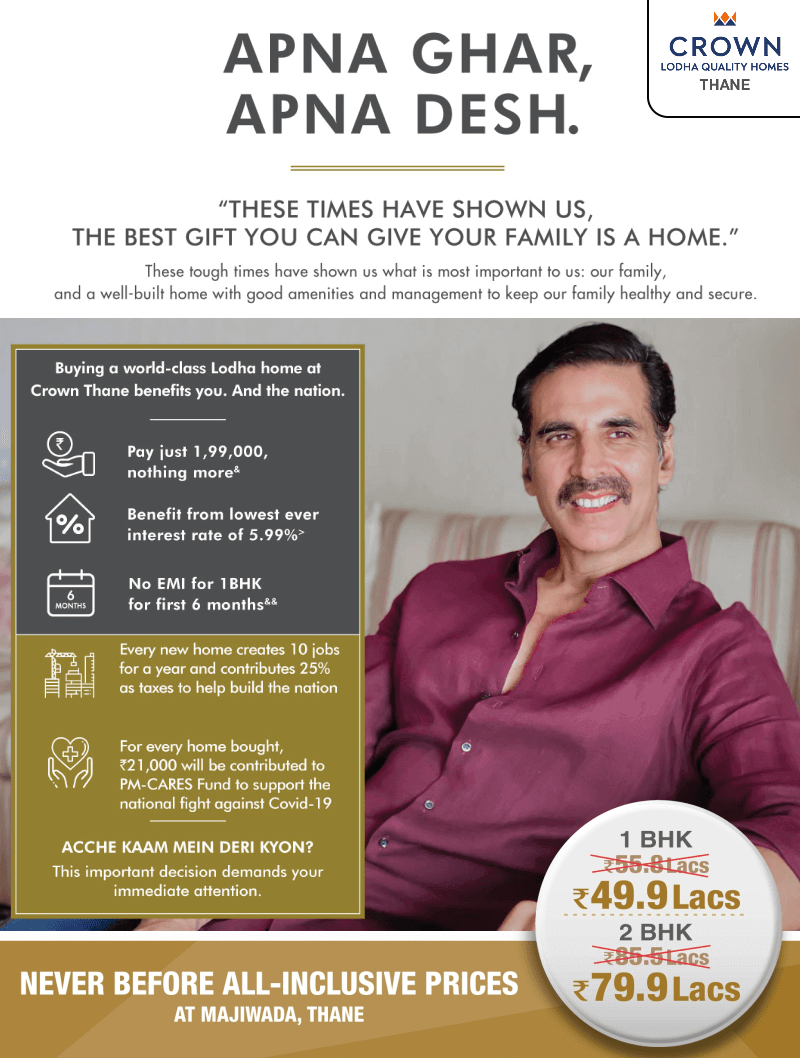 APNA GHAR,
APNA DESH.
CROWN
LODHA QUALITY HOMES
THANE
“THESE TIMES HAVE SHOWN US,
THE BEST GIFT YOU CAN GIVE YOUR FAMILY IS A HOME.”
These tough times have shown us what is most important to us: our family,
and a well-built home with good amenities and management to keep our family healthy and secure.
Buying a world-class Lodha home at
Crown Thane benefits you. And the nation.
₹
Pay just 1,99,000,
nothing more&
%
Benefit from lowest ever
interest rate of 5.99%>
6
MONTHS
No EMI for 1BHK
for first 6 months&&
Every new home creates 10 jobs
for a year and contributes 25%
as taxes to help build the nation
For every home bought,
₹21,000 will be contributed to
PM-CARES Fund to support the
national fight against Covid-19
ACCHE KAAM MEIN DERI KYON?
This important decision demands your
immediate attention.
1 BHK
₹55.8 Lacs
₹49.9 Lacs
2 BHK
₹85.5 Lacs
₹79.9 Lacs
NEVER BEFORE ALL-INCLUSIVE PRICES
AT MAJIWADA, THANE